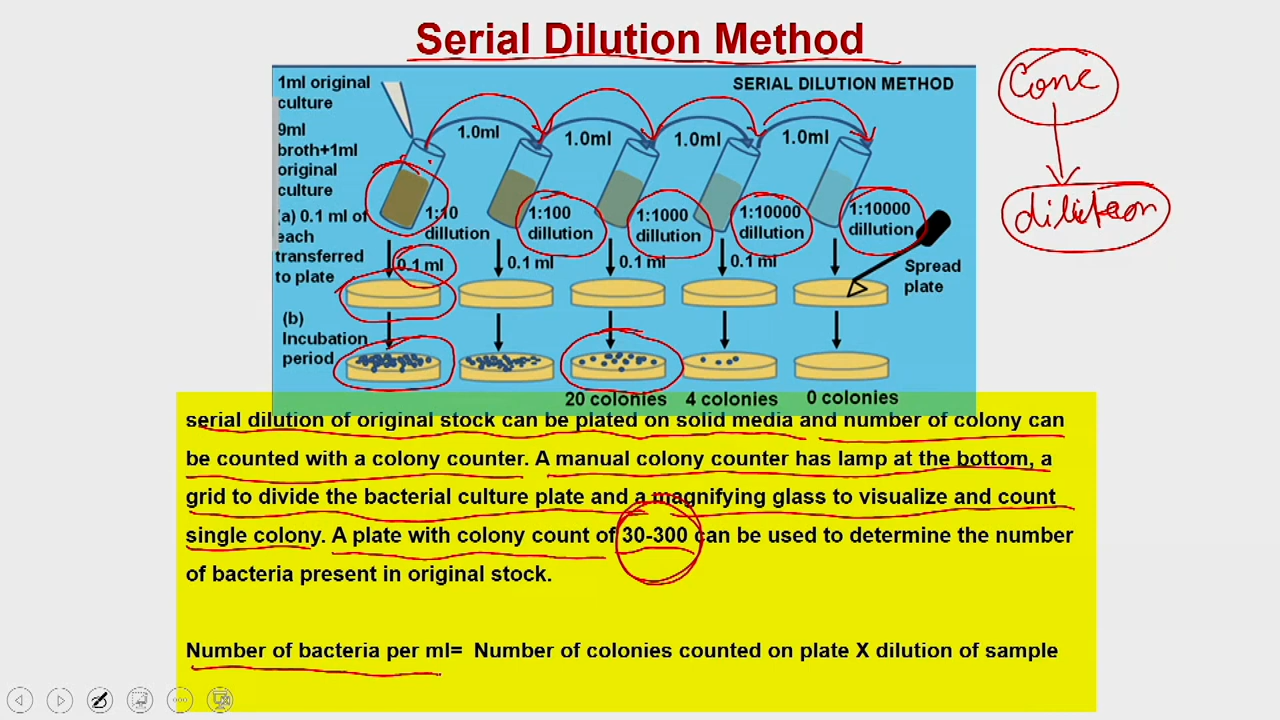 Serial Dilution Method
Conc
dilution
SERIAL DILUTION METHOD
1ml original
culture
9ml
broth+1ml
original
culture
(a) 0.1 ml of
each
transferred
to plate
(b)
Incubation
period
1.0ml
1.0ml
1.0ml
1.0ml
1:10
dillution
1:100
dillution
1:1000
dillution
1:10000
dillution
1:10000
dillution
0.1 ml
0.1 ml
0.1 ml
0.1 ml
Spread
plate
20 colonies
4 colonies
0 colonies
serial dilution of original stock can be plated on solid media and number of colony can
be counted with a colony counter. A manual colony counter has lamp at the bottom, a
grid to divide the bacterial culture plate and a magnifying glass to visualize and count
single colony. A plate with colony count of 30-300 can be used to determine the number
of bacteria present in original stock.
Number of bacteria per ml= Number of colonies counted on plate X dilution of sample